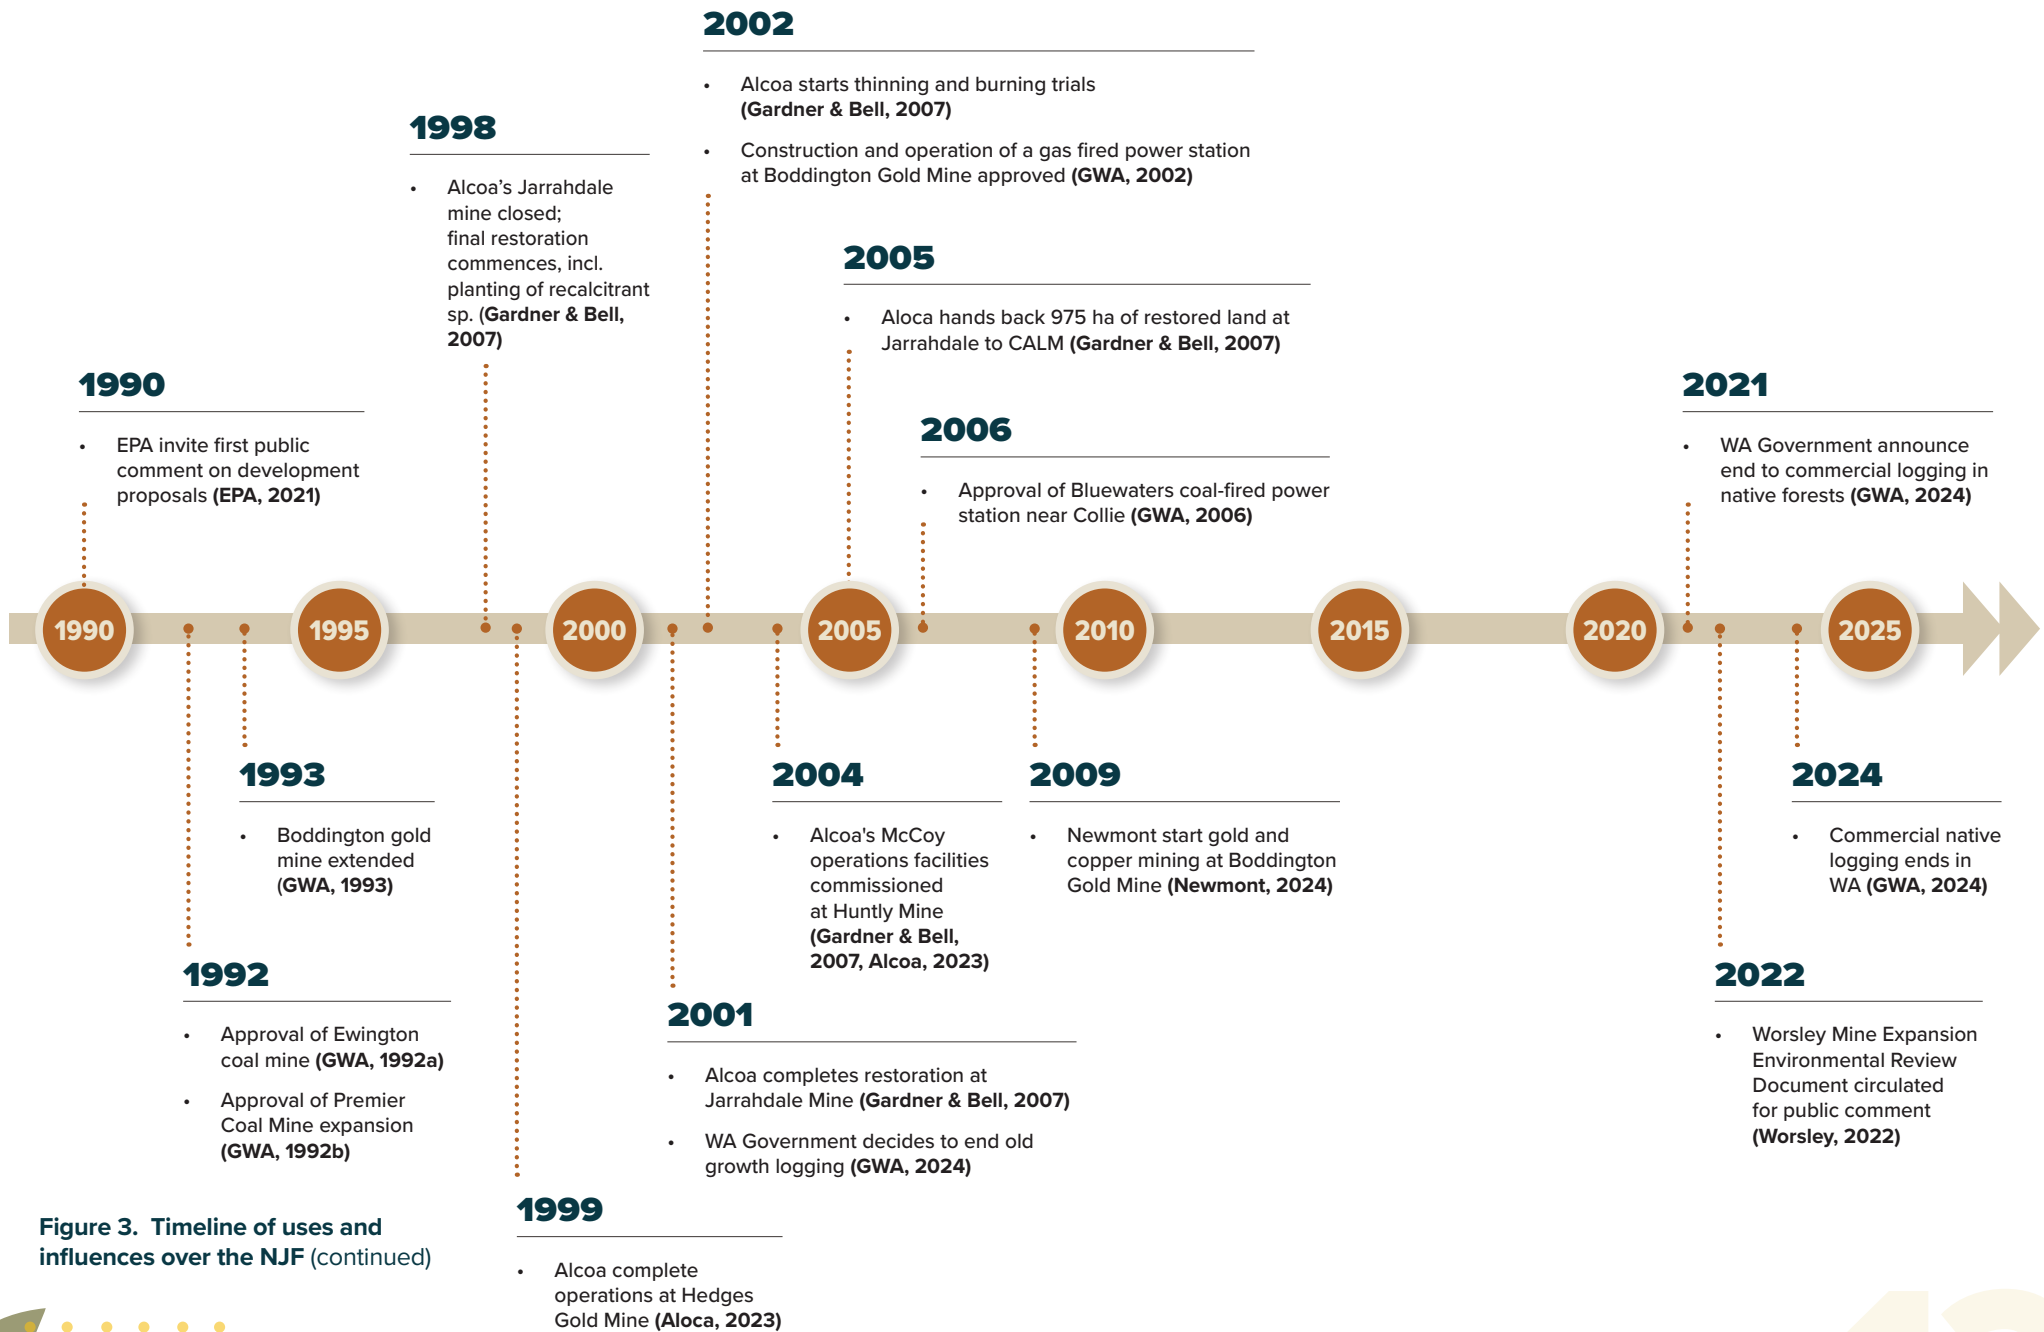 2002
• Alcoa starts thinning and burning trials
(Gardner & Bell, 2007)
• Construction and operation of a gas fired power station
at Boddington Gold Mine approved (GWA, 2002)
1998
• Alcoa’s Jarrahdale
mine closed;
final restoration
commences, incl.
planting of recalcitrant
sp. (Gardner & Bell,
2007)
2005
• Aloca hands back 975 ha of restored land at
Jarrahdale to CALM (Gardner & Bell, 2007)
1990
• EPA invite first public
comment on development
proposals (EPA, 2021)
2006
• Approval of Bluewaters coal-fired power
station near Collie (GWA, 2006)
2021
• WA Government announce
end to commercial logging in
native forests (GWA, 2024)
1990 1995 2000 2005 2010 2015 2020 2025
1993
• Boddington gold
mine extended
(GWA, 1993)
2004
• Alcoa's McCoy
operations facilities
commissioned
at Huntly Mine
(Gardner & Bell,
2007, Alcoa, 2023)
2009
• Newmont start gold and
copper mining at Boddington
Gold Mine (Newmont, 2024)
2024
• Commercial native
logging ends in
WA (GWA, 2024)
1992
• Approval of Ewington
coal mine (GWA, 1992a)
• Approval of Premier
Coal Mine expansion
(GWA, 1992b)
2001
• Alcoa completes restoration at
Jarrahdale Mine (Gardner & Bell, 2007)
• WA Government decides to end old
growth logging (GWA, 2024)
2022
• Worsley Mine Expansion
Environmental Review
Document circulated
for public comment
(Worsley, 2022)
1999
• Alcoa complete
operations at Hedges
Gold Mine (Aloca, 2023)
Figure 3. Timeline of uses and
influences over the NJF (continued)